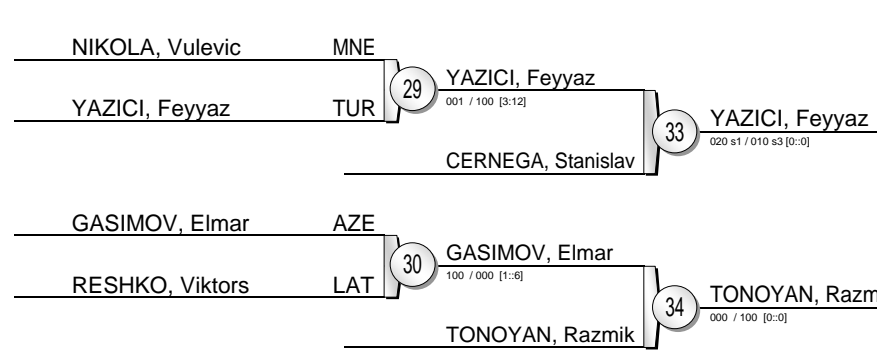 NIKOLA, Vulevic MNE
29
YAZICI, Feyyaz
001 / 100 [3:12]
YAZICI, Feyyaz TUR
33
YAZICI, Feyyaz
020 s1 / 010 s3 [0::0]
CERNEGA, Stanislav
GASIMOV, Elmar AZE
30
GASIMOV, Elmar
100 / 000 [1::6]
RESHKO, Viktors LAT
34
TONOYAN, Razm
000 / 100 [0::0]
TONOYAN, Razmik